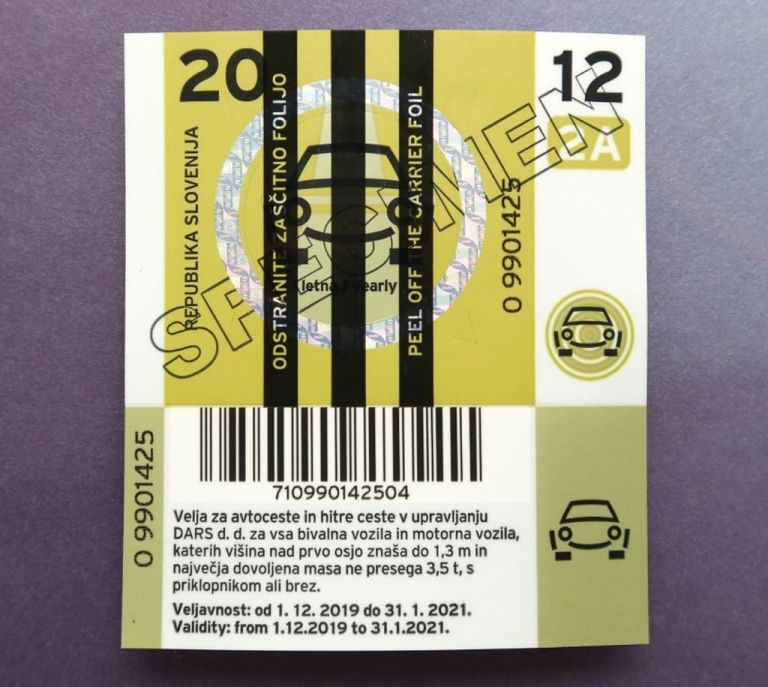 20
12
2A
REPUBLIKA SLOVENIJA
ODSTRANITE ZAŠČITNO FOLIJO
PEEL OFF THE CARRIER FOIL
letna / yearly
SPECIMEN
0 9901425
0 9901425
710990142504
Velja za avtoceste in hitre ceste v upravljanju
DARS d. d. za vsa bivalna vozila in motorna vozila,
katerih višina nad prvo osjo znaša do 1,3 m in
največja dovoljena masa ne presega 3,5 t, s
priklopnikom ali brez.
Veljavnost: od 1. 12. 2019 do 31. 1. 2021.
Validity: from 1.12.2019 to 31.1.2021.